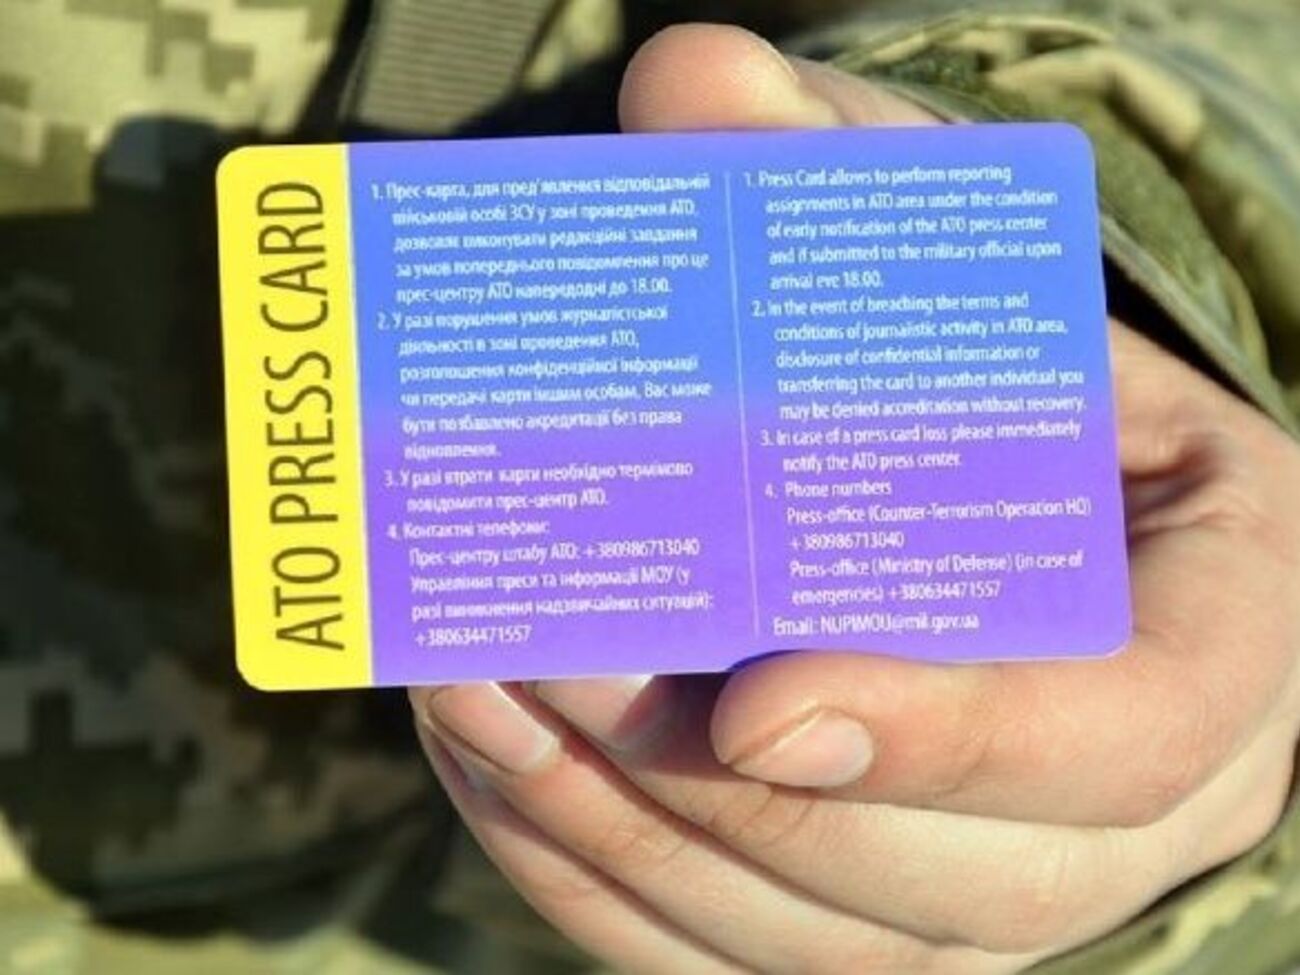 ATO PRESS CARD
1. Прес-карта, для пред'явлення відповідальній
військовій особі ЗСУ у зоні проведення АТО,
дозволяє виконувати редакційні завдання
за умов попереднього повідомлення про це
прес-центру АТО напередодні до 18.00.
2. У разі порушення умов журналістської
діяльності в зоні проведення АТО,
розголошення конфіденційної інформації
чи передачі карти іншим особам, Вас може
бути позбавлено акредитації без права
відновлення.
3. У разі втрати карти необхідно терміново
повідомити прес-центр АТО.
4. Контактні телефони:
Прес-центру штабу АТО: +380986713040
Управління преси та інформації МОУ (у
разі виникнення надзвичайних ситуацій):
+380634471557
1. Press Card allows to perform reporting
assignments in ATO area under the condition
of early notification of the ATO press center
and if submitted to the military official upon
arrival eve 18.00.
2. In the event of breaching the terms and
conditions of journalistic activity in ATO area,
disclosure of confidential information or
transferring the card to another individual you
may be denied accreditation without recovery.
3. In case of a press card loss please immediately
notify the ATO press center.
4. Phone numbers
Press-office (Counter-Terrorism Operation HQ)
+380986713040
Press-office (Ministry of Defense) (in case of
emergencies) +380634471557
Email: NUPIMOU@mil.gov.ua